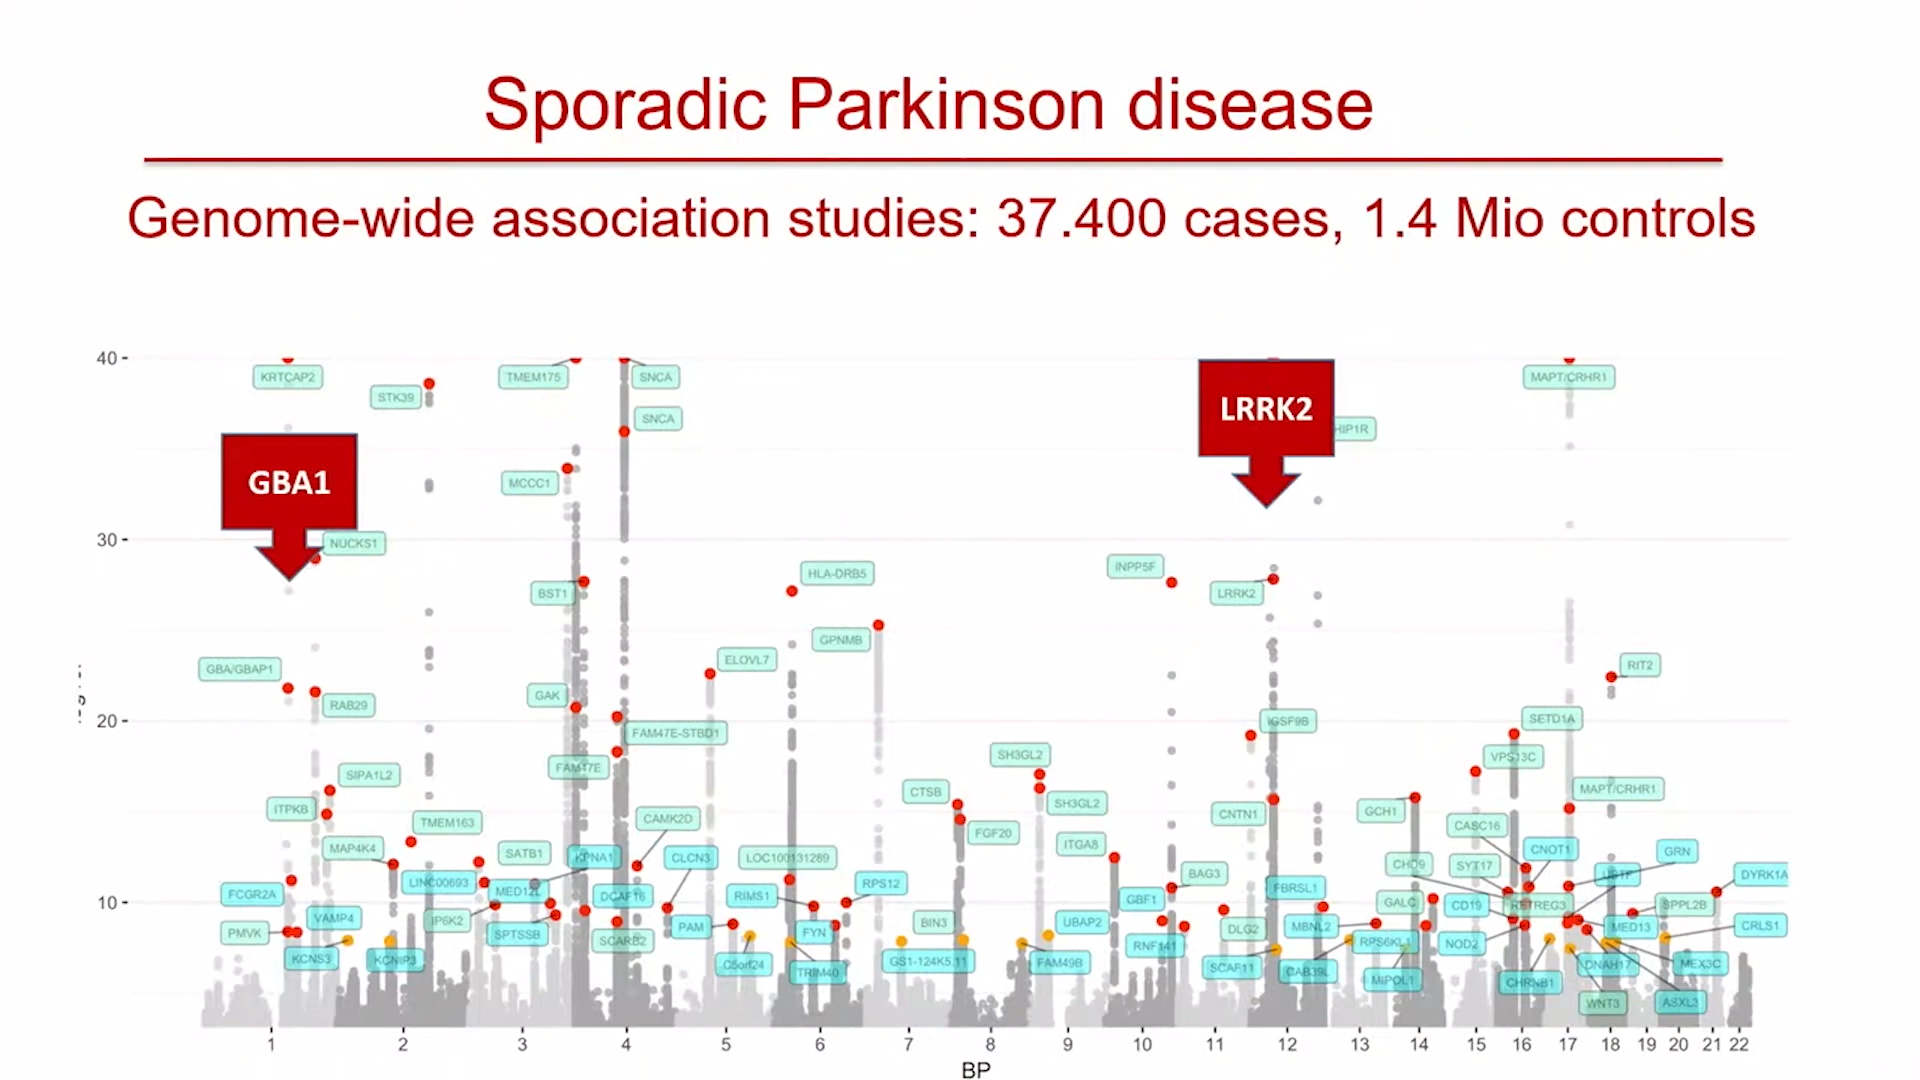 Sporadic Parkinson disease
Genome-wide association studies: 37.400 cases, 1.4 Mio controls
40
KRTCAP2
TMEM175
SNCA
LRRK2
MAPT/CRHR1
STK39
SNCA
HIP1R
GBA1
MCCC1
30
NUCKS1
INPP5F
HLA-DRB5
BST1
LRRK2
GPNMB
ELOVL7
RIT2
GBA/GBAP1
GAK
RAB29
20
IGSF9B
SETD1A
FAM47E-STBD1
SH3GL2
VPS13C
FAM47E
SIPA1L2
CTSB
MAPT/CRHR1
SH3GL2
ITPKB
GCH1
CNTN1
CAMK2D
TMEM163
CASC16
FGF20
ITGA8
MAP4K4
SATB1
KPNA1
CLCN3
LOC100131289
CNOT1
GRN
CHD9
SYT17
BAG3
DYRK1A
LINC00693
RPS12
FCGR2A
MED12L
DCAF16
RIMS1
FBRSL1
10
GBF1
GALC
CD19
RETREG3
SPPL2B
VAMP4
IP6K2
PAM
BIN3
UBAP2
MBNL2
MED13
CRLS1
PMVK
SPTSSB
SCARB2
FYN
DLG2
RPS6KL1
NOD2
RNF141
KCNS3
KCNIP3
C5orf24
TRIM40
GS1-124K5.11
FAM49B
SCAF11
CAB39L
MIPOL1
CHRNB1
DNAH17
MEX3C
WNT3
ASXL3
1 2 3 4 5 6 7 8 9 10 11 12 13 14 15 16 17 18 19 20 21 22
BP